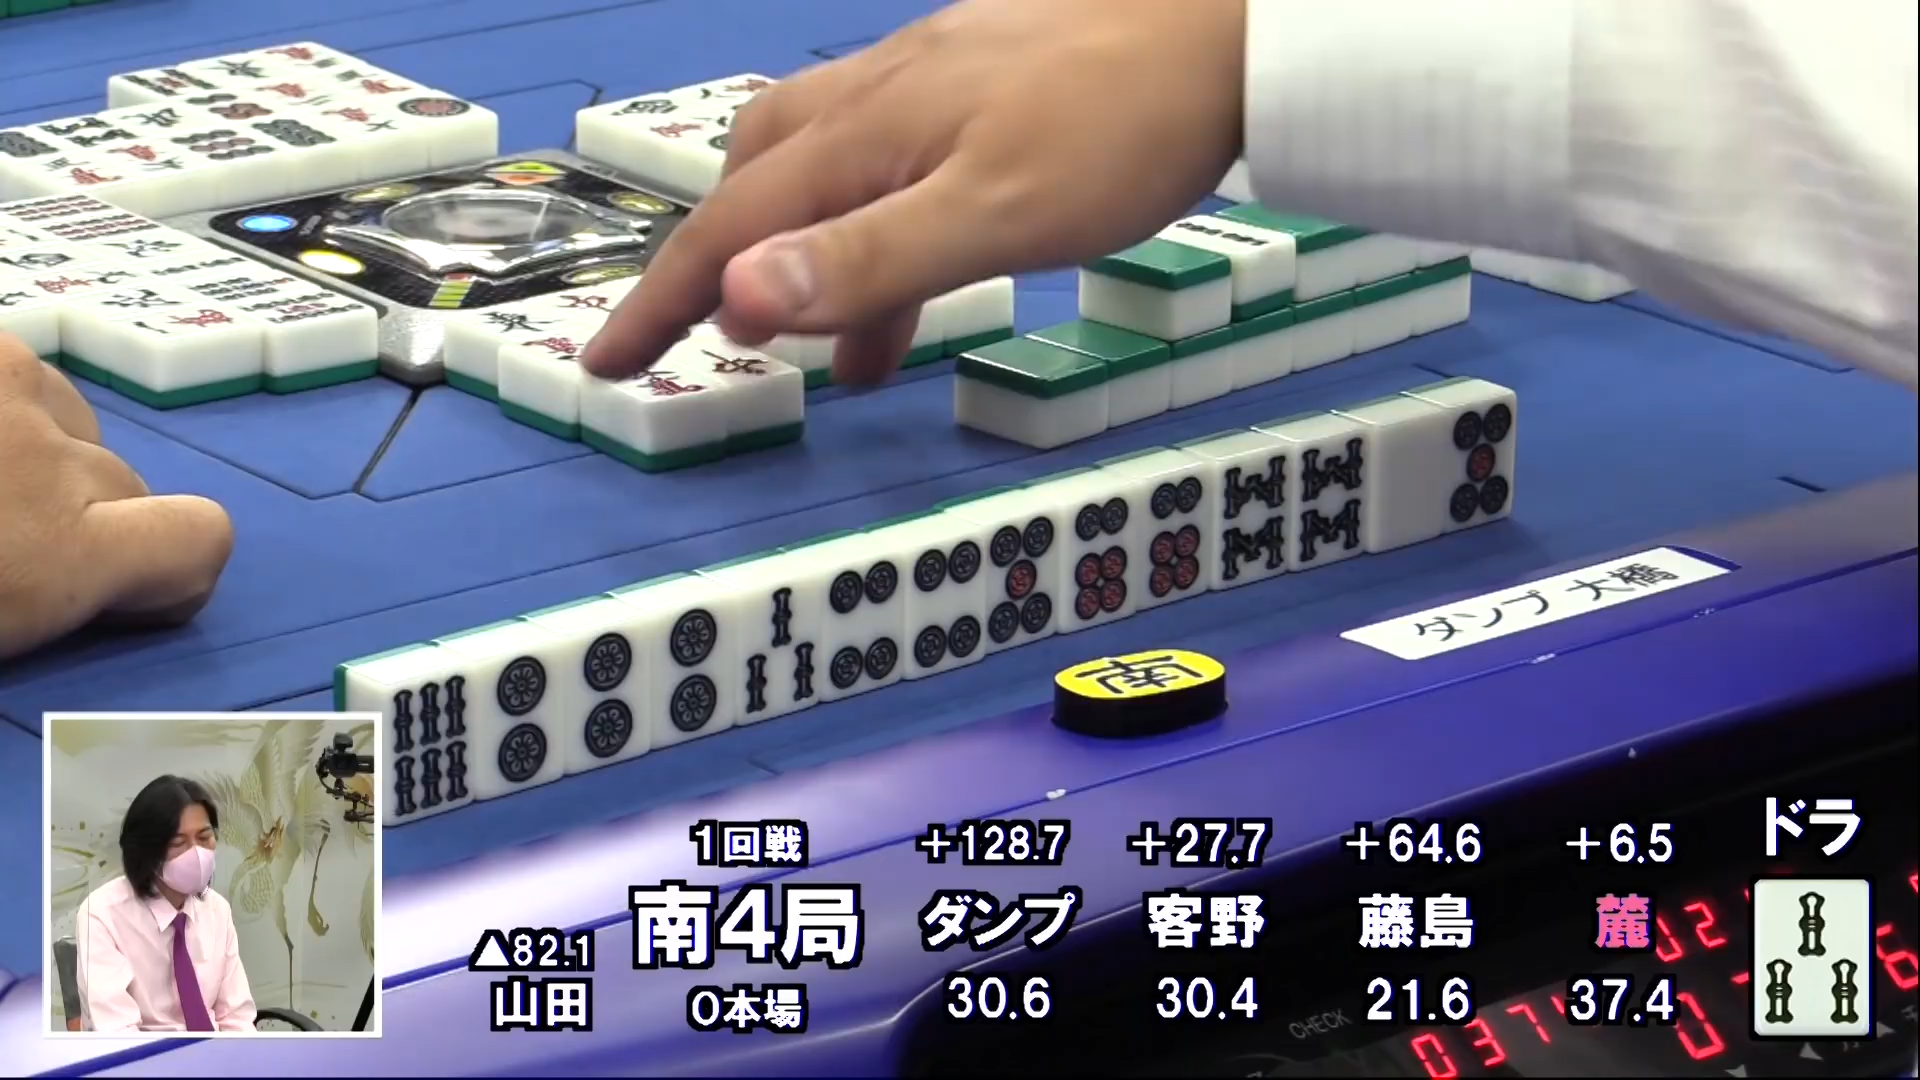 ダンプ 大橋
南
ドラ
1回戦
南4局
0本場
▲82.1
山田
+128.7
ダンプ
30.6
+27.7
客野
30.4
+64.6
藤島
21.6
+6.5
麓
37.4
CHECK